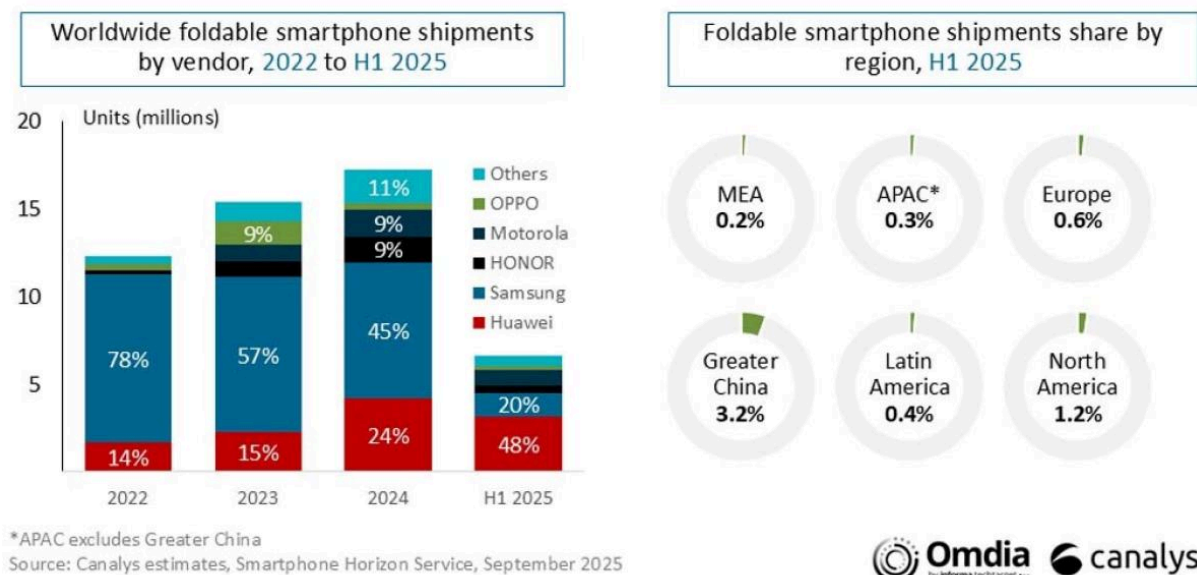 Worldwide foldable smartphone shipments
by vendor, 2022 to H1 2025
Foldable smartphone shipments share by
region, H1 2025
20
Units (millions)
15
10
5
Others
OPPO
Motorola
HONOR
Samsung
Huawei
78%
14%
9%
57%
15%
11%
9%
9%
45%
24%
20%
48%
2022
2023
2024
H1 2025
MEA
0.2%
APAC*
0.3%
Europe
0.6%
Greater
China
3.2%
Latin
America
0.4%
North
America
1.2%
*APAC excludes Greater China
Source: Canalys estimates, Smartphone Horizon Service, September 2025
Omdia
by informa techtarget
canalys